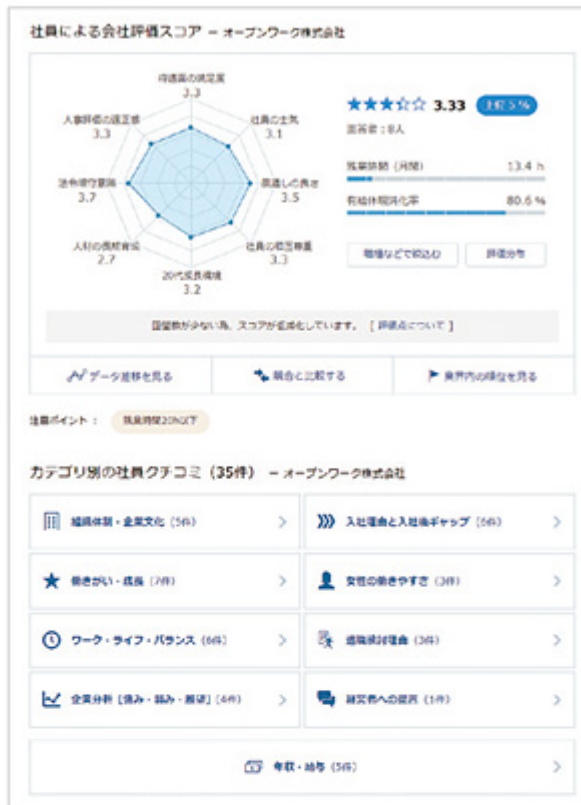 社員による会社評価スコア － オープンワーク株式会社
待遇面の満足度
3.3
人事評価の適正感
3.3
社員の士気
3.1
法令順守意識
3.7
風通しの良さ
3.5
人材の長期育成
2.7
社員の相互尊重
3.3
20代成長環境
3.2
3.33 上位 5 %
回答者：8人
残業時間（月間） 13.4 h
有給休暇消化率 80.6 %
職種などで絞込む 評価分布
回答数が少ない為、スコアが低減化しています。［ 評価点について ］
データ推移を見る 競合と比較する 業界内の順位を見る
注目ポイント： 残業時間20h以下
カテゴリ別の社員クチコミ（35件） － オープンワーク株式会社
組織体制・企業文化（5件） 入社理由と入社後ギャップ（6件）
働きがい・成長（7件） 女性の働きやすさ（3件）
ワーク・ライフ・バランス（6件） 退職検討理由（3件）
企業分析［強み・弱み・展望］（4件） 経営者への提言（1件）
年収・給与（5件）